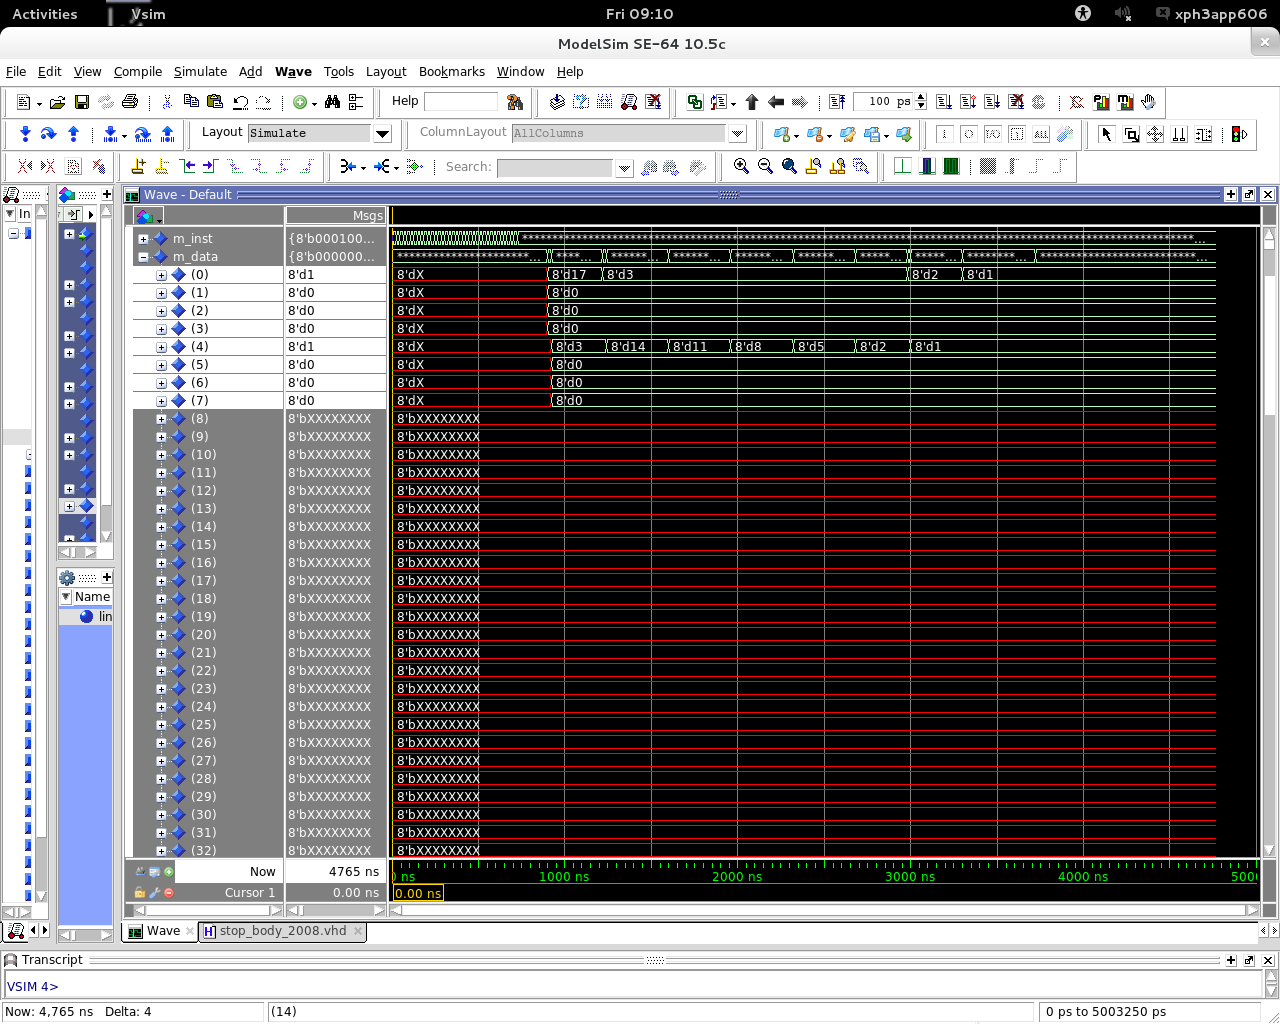 Activities Vsim Fri 09:10 xph3app606
ModelSim SE-64 10.5c
File Edit View Compile Simulate Add Wave Tools Layout Bookmarks Window Help
Help 100 ps
Layout Simulate ColumnLayout AllColumns
Search:
Wave - Default
In Msgs
m_inst {8'b000100...
m_data {8'b0000000...
(0) 8'd1 8'dX 8'd17 8'd3 8'd2 8'd1
(1) 8'd0 8'dX 8'd0
(2) 8'd0 8'dX 8'd0
(3) 8'd0 8'dX 8'd0
(4) 8'd1 8'dX 8'd3 8'd14 8'd11 8'd8 8'd5 8'd2 8'd1
(5) 8'd0 8'dX 8'd0
(6) 8'd0 8'dX 8'd0
(7) 8'd0 8'dX 8'd0
(8) 8'bXXXXXXXX 8'bXXXXXXXX
(9) 8'bXXXXXXXX 8'bXXXXXXXX
(10) 8'bXXXXXXXX 8'bXXXXXXXX
(11) 8'bXXXXXXXX 8'bXXXXXXXX
(12) 8'bXXXXXXXX 8'bXXXXXXXX
(13) 8'bXXXXXXXX 8'bXXXXXXXX
(14) 8'bXXXXXXXX 8'bXXXXXXXX
(15) 8'bXXXXXXXX 8'bXXXXXXXX
(16) 8'bXXXXXXXX 8'bXXXXXXXX
(17) 8'bXXXXXXXX 8'bXXXXXXXX
(18) 8'bXXXXXXXX 8'bXXXXXXXX
(19) 8'bXXXXXXXX 8'bXXXXXXXX
(20) 8'bXXXXXXXX 8'bXXXXXXXX
(21) 8'bXXXXXXXX 8'bXXXXXXXX
(22) 8'bXXXXXXXX 8'bXXXXXXXX
(23) 8'bXXXXXXXX 8'bXXXXXXXX
(24) 8'bXXXXXXXX 8'bXXXXXXXX
(25) 8'bXXXXXXXX 8'bXXXXXXXX
(26) 8'bXXXXXXXX 8'bXXXXXXXX
(27) 8'bXXXXXXXX 8'bXXXXXXXX
(28) 8'bXXXXXXXX 8'bXXXXXXXX
(29) 8'bXXXXXXXX 8'bXXXXXXXX
(30) 8'bXXXXXXXX 8'bXXXXXXXX
(31) 8'bXXXXXXXX 8'bXXXXXXXX
(32) 8'bXXXXXXXX 8'bXXXXXXXX
Name
lin
Now 4765 ns ns 1000 ns 2000 ns 3000 ns 4000 ns 500
Cursor 1 0.00 ns 0.00 ns
Wave stop_body_2008.vhd
Transcript
VSIM 4>
Now: 4,765 ns Delta: 4 (14) 0 ps to 5003250 ps